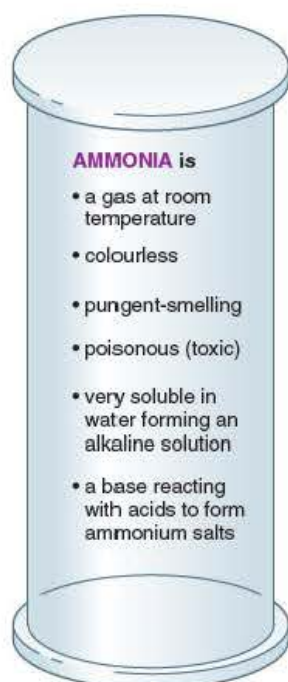 AMMONIA is
• a gas at room
temperature
• colourless
• pungent-smelling
• poisonous (toxic)
• very soluble in
water forming an
alkaline solution
• a base reacting
with acids to form
ammonium salts